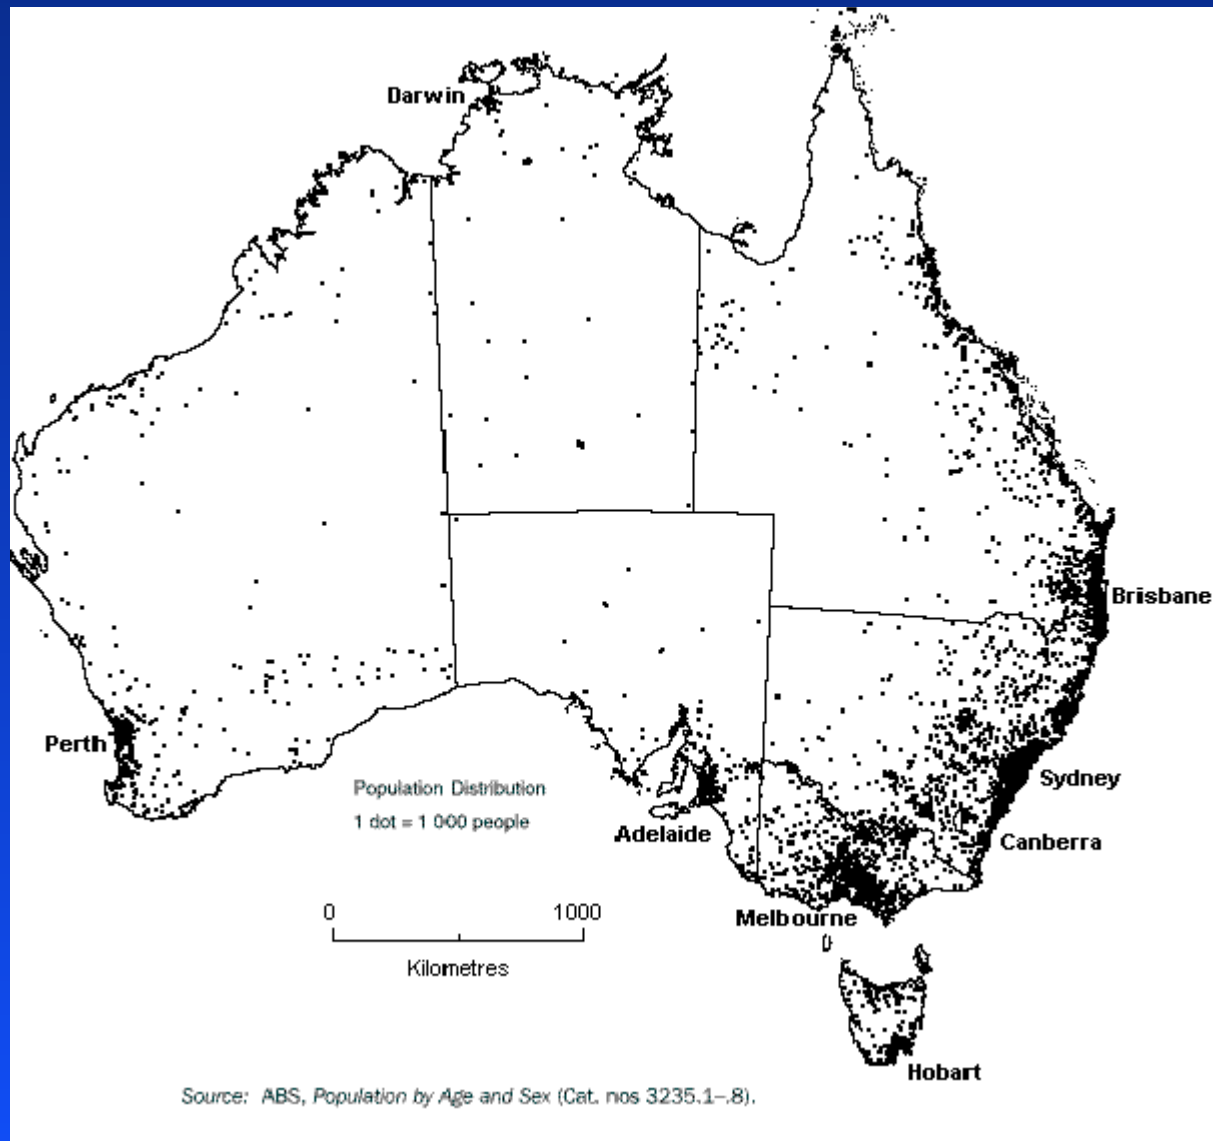 Darwin
Brisbane
Perth
Sydney
Population Distribution
1 dot = 1 000 people
Adelaide
Canberra
0 1000
Melbourne
Kilometres
Hobart
Source: ABS, Population by Age and Sex (Cat. nos 3235.1–.8).